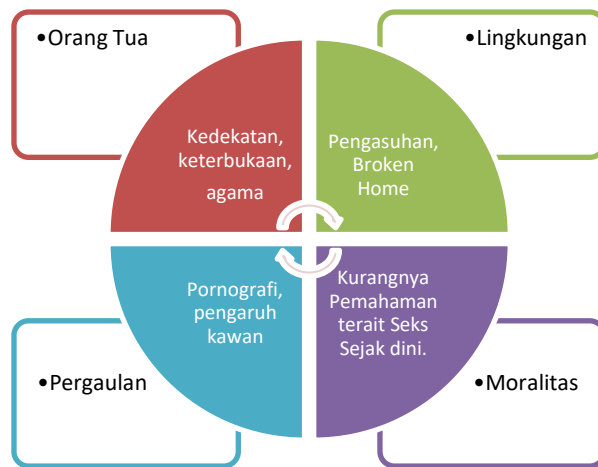 •Orang Tua
•Lingkungan
Kedekatan,
keterbukaan,
agama
Pengasuhan,
Broken
Home
Pornografi,
pengaruh
kawan
Kurangnya
Pemahaman
terait Seks
Sejak dini.
•Pergaulan
•Moralitas